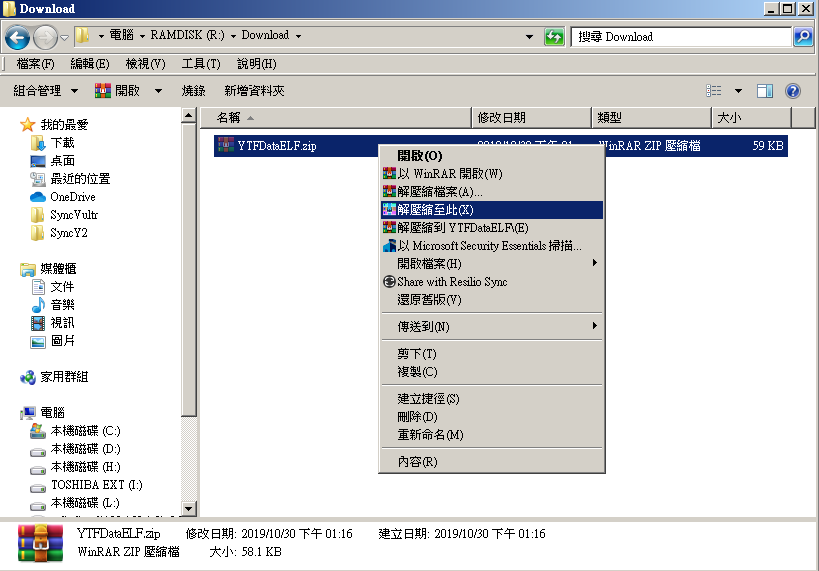 Download
電腦 RAMDISK (R:) Download 搜尋 Download
檔案(F) 編輯(E) 檢視(V) 工具(T) 說明(H)
組合管理 開啟 燒錄 新增資料夾
我的最愛
下載
桌面
最近的位置
OneDrive
SyncVultr
SyncY2
媒體櫃
文件
音樂
視訊
圖片
家用群組
電腦
本機磁碟 (C:)
本機磁碟 (D:)
本機磁碟 (H:)
TOSHIBA EXT (I:)
本機磁碟 (L:)
名稱 修改日期 類型 大小
YTFDataELF.zip 2019/10/30 下午 01 WinRAR ZIP 壓縮檔 59 KB
開啟(O)
以 WinRAR 開啟(W)
解壓縮檔案(A)...
解壓縮至此(X)
解壓縮到 YTFDataELF\(E)
以 Microsoft Security Essentials 掃描...
開啟檔案(H)
Share with Resilio Sync
還原舊版(V)
傳送到(N)
剪下(T)
複製(C)
建立捷徑(S)
刪除(D)
重新命名(M)
內容(R)
YTFDataELF.zip 修改日期: 2019/10/30 下午 01:16 建立日期: 2019/10/30 下午 01:16
WinRAR ZIP 壓縮檔 大小: 58.1 KB